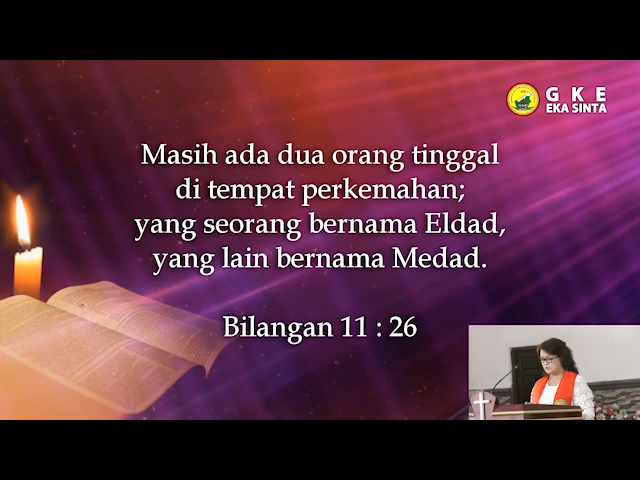 G K E
EKA SINTA
Masih ada dua orang tinggal
di tempat perkemahan;
yang seorang bernama Eldad,
yang lain bernama Medad.
Bilangan 11 : 26